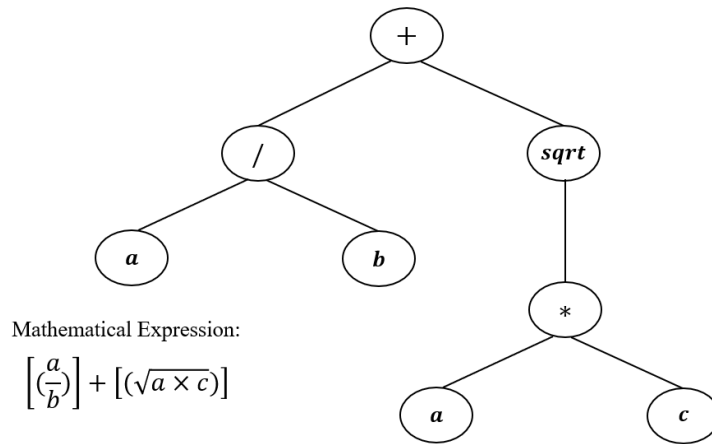 +
/
sqrt
a
b
*
a
c
Mathematical Expression:
[(a/b)] + [(√a × c)]